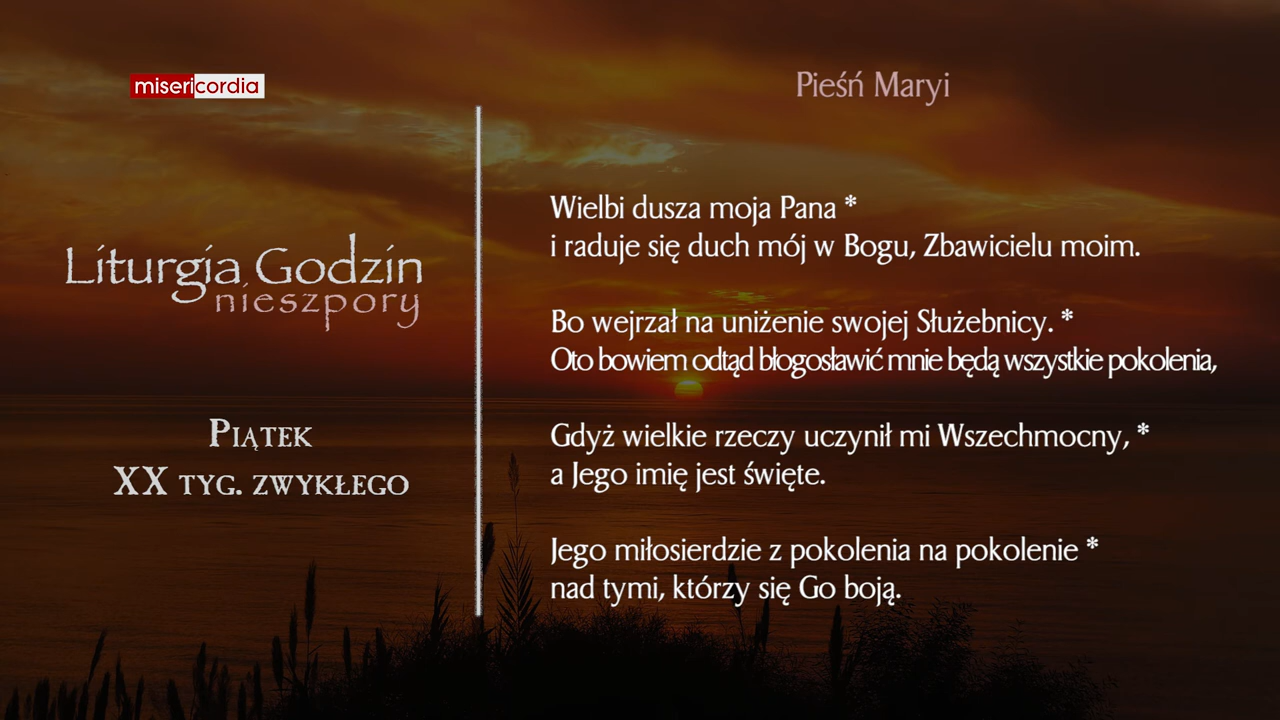 misericordia
Liturgia Godzin
nieszpory
Piątek
XX tyg. zwykłego
Pieśń Maryi
Wielbi dusza moja Pana *
i raduje się duch mój w Bogu, Zbawicielu moim.
Bo wejrzał na uniżenie swojej Służebnicy. *
Oto bowiem odtąd błogosławić mnie będą wszystkie pokolenia,
Gdyż wielkie rzeczy uczynił mi Wszechmocny, *
a Jego imię jest święte.
Jego miłosierdzie z pokolenia na pokolenie *
nad tymi, którzy się Go boją.